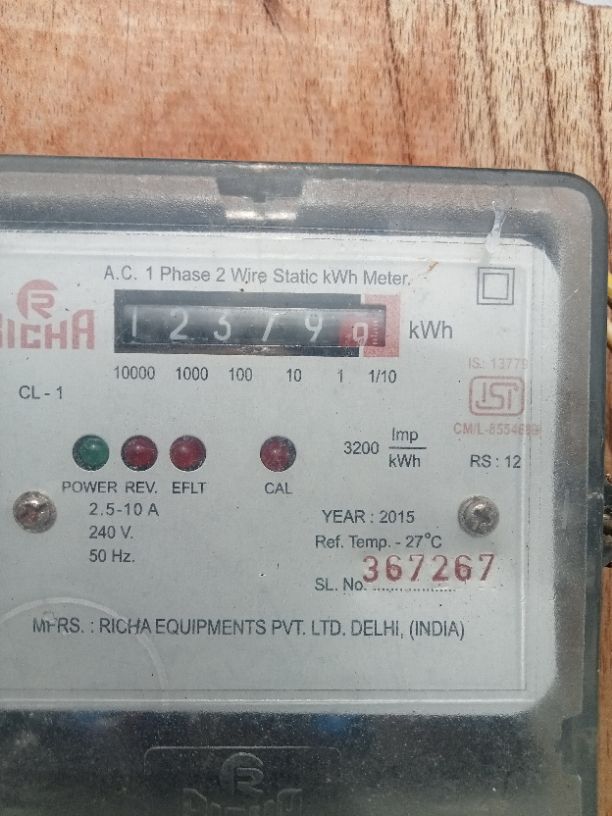 A.C. 1 Phase 2 Wire Static kWh Meter.
R
RICHA
1 2 3 7 9 9 kWh
10000 1000 100 10 1 1/10
IS.: 13779
ISI
CM/L-8554689
CL - 1
3200 Imp/kWh
RS : 12
POWER REV. EFLT CAL
2.5-10 A
240 V.
50 Hz.
YEAR : 2015
Ref. Temp. - 27°C
SL. No. 367267
MFRS. : RICHA EQUIPMENTS PVT. LTD. DELHI, (INDIA)
R
RICHA